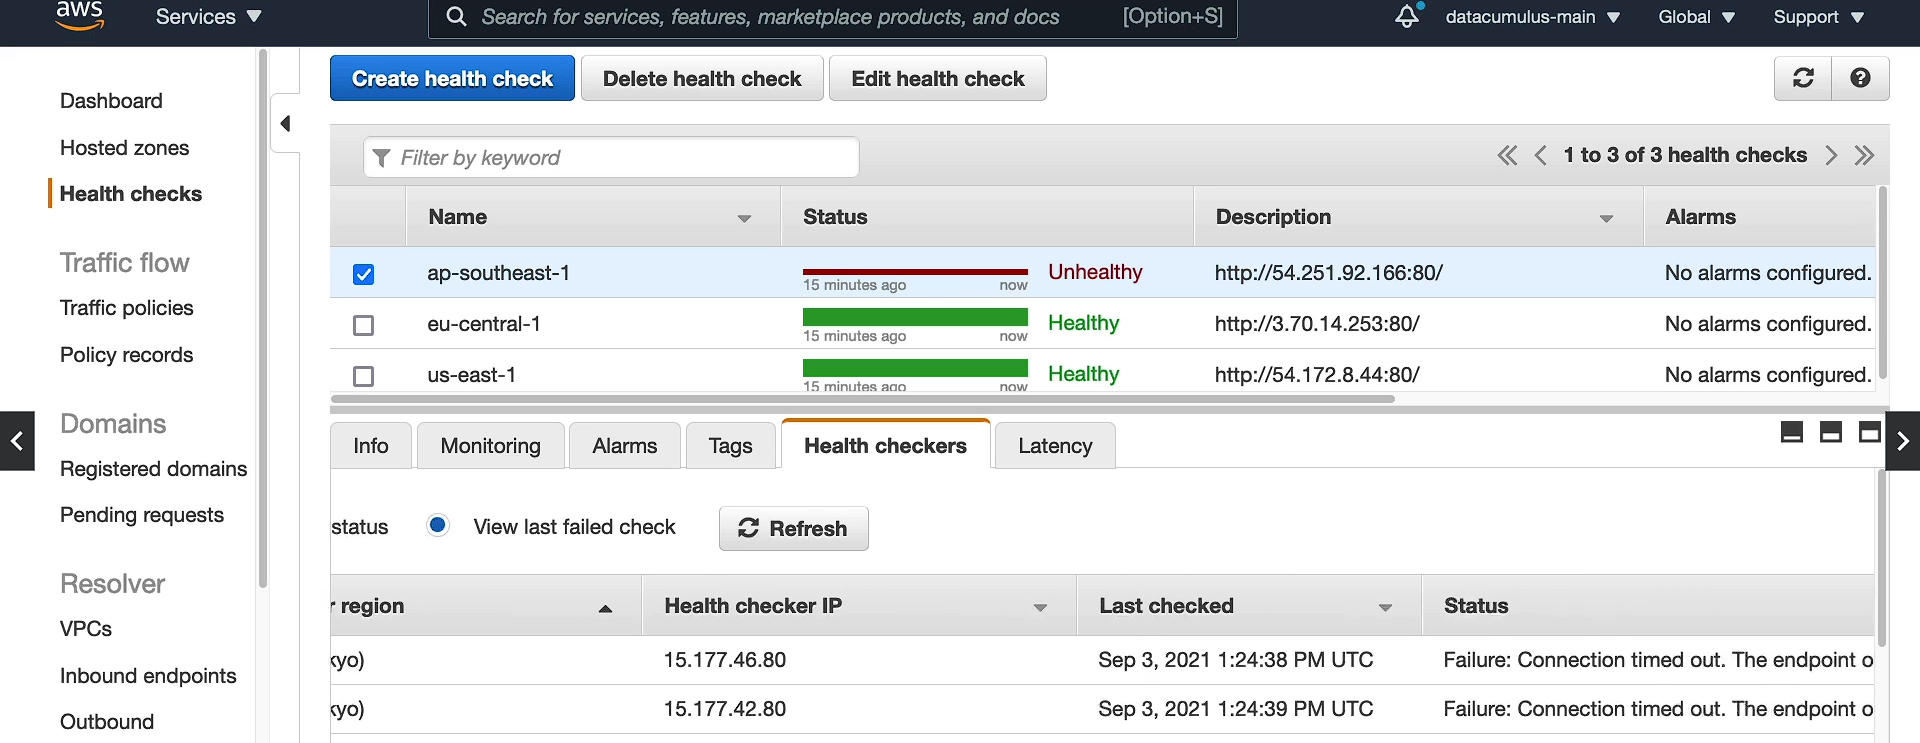 aws
Services
Search for services, features, marketplace products, and docs
[Option+S]
datacumulus-main
Global
Support
Dashboard
Hosted zones
Health checks
Traffic flow
Traffic policies
Policy records
Domains
Registered domains
Pending requests
Resolver
VPCs
Inbound endpoints
Outbound
Create health check
Delete health check
Edit health check
Filter by keyword
1 to 3 of 3 health checks
Name Status Description Alarms
ap-southeast-1 Unhealthy http://54.251.92.166:80/ No alarms configured.
15 minutes ago now
eu-central-1 Healthy http://3.70.14.253:80/ No alarms configured.
15 minutes ago now
us-east-1 Healthy http://54.172.8.44:80/ No alarms configured.
15 minutes ago now
Info Monitoring Alarms Tags Health checkers Latency
status View last failed check Refresh
r region Health checker IP Last checked Status
kyo) 15.177.46.80 Sep 3, 2021 1:24:38 PM UTC Failure: Connection timed out. The endpoint o
kyo) 15.177.42.80 Sep 3, 2021 1:24:39 PM UTC Failure: Connection timed out. The endpoint o